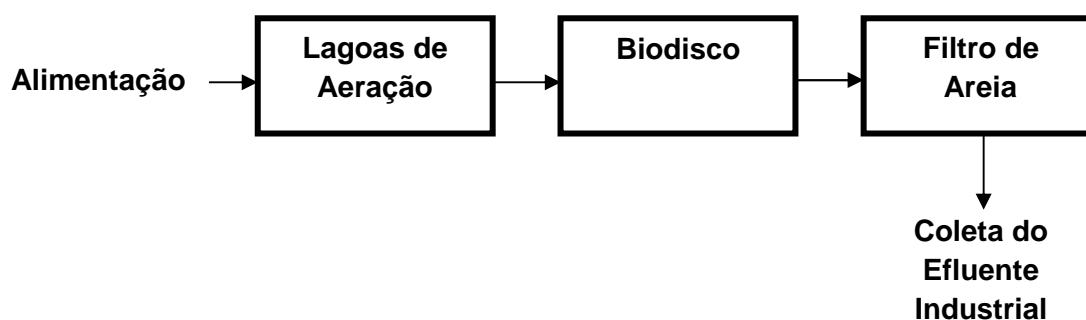 Alimentação
Lagoas de
Aeração
Biodisco
Filtro de
Areia
Coleta do
Efluente
Industrial